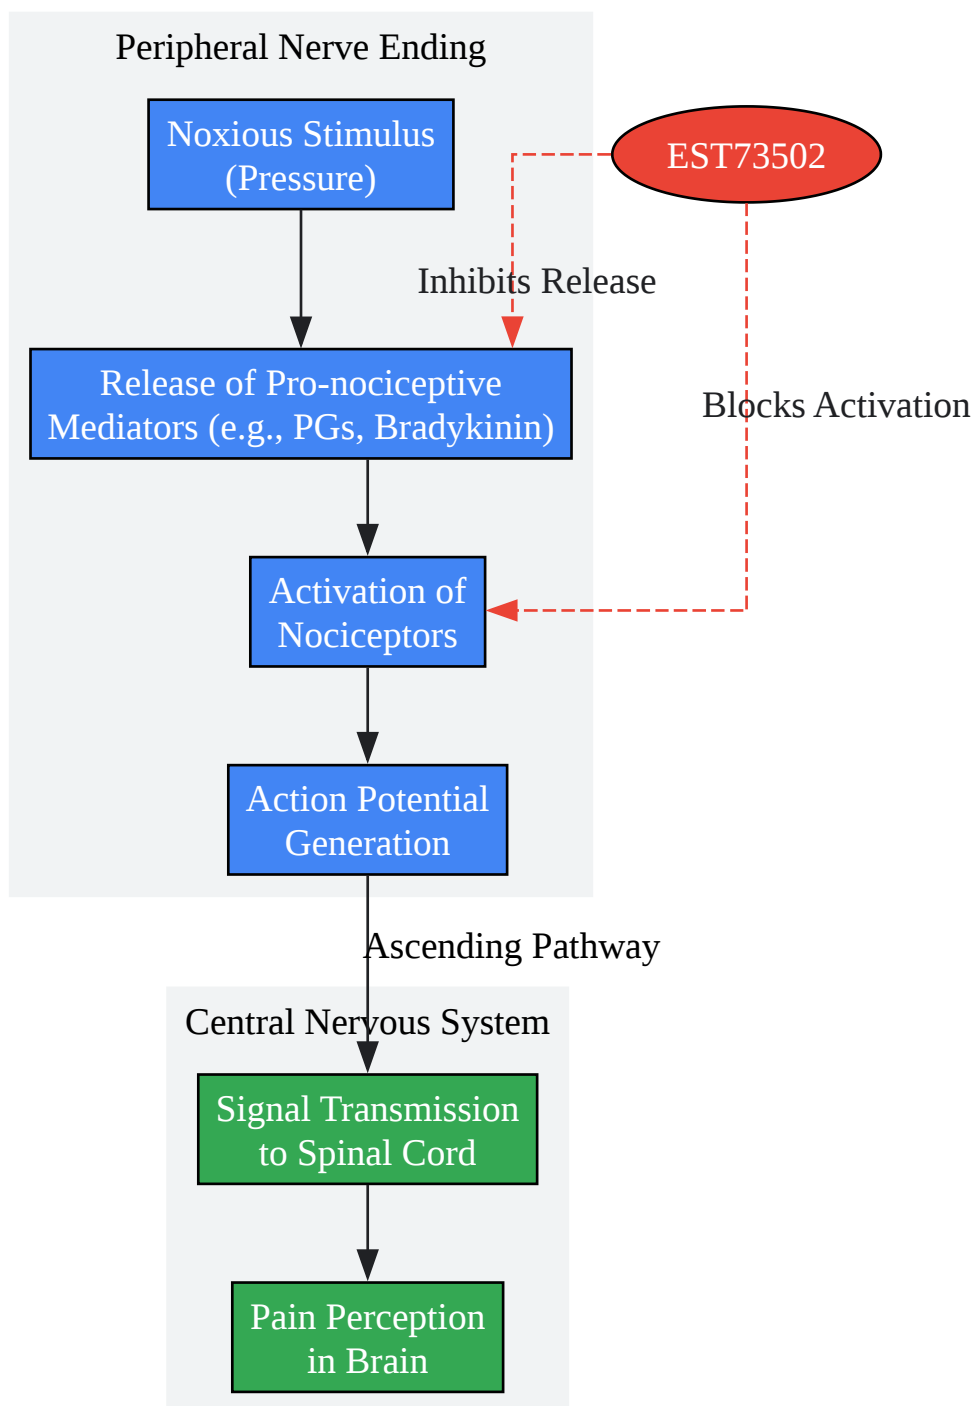 Peripheral Nerve Ending
Noxious Stimulus
(Pressure)
EST73502
Inhibits Release
Release of Pro-nociceptive
Mediators (e.g., PGs, Bradykinin)
Blocks Activation
Activation of
Nociceptors
Action Potential
Generation
Ascending Pathway
Central Nervous System
Signal Transmission
to Spinal Cord
Pain Perception
in Brain